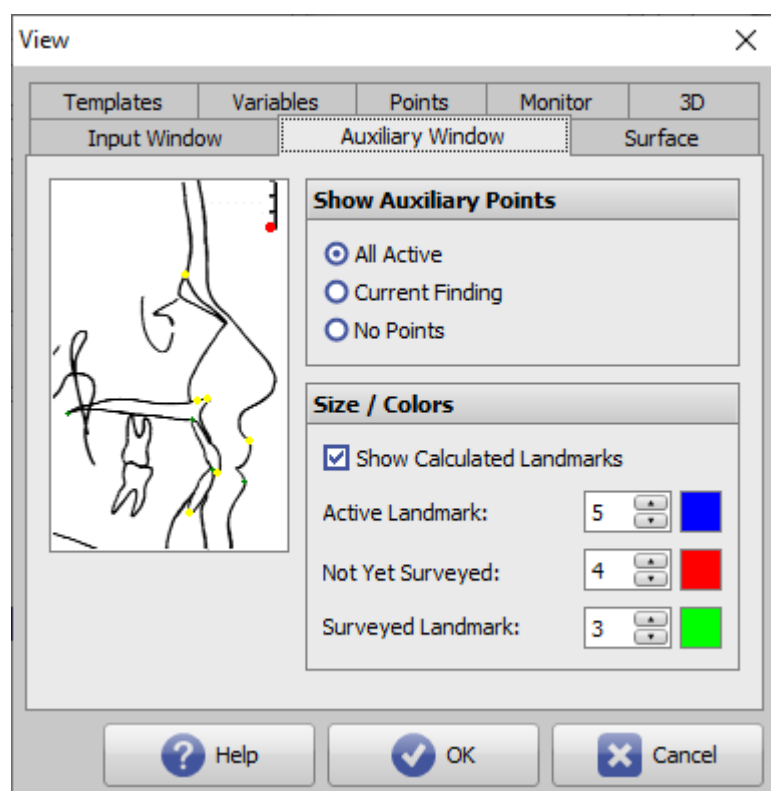 View
Templates Variables Points Monitor 3D
Input Window Auxiliary Window Surface
Show Auxiliary Points
All Active
Current Finding
No Points
Size / Colors
Show Calculated Landmarks
Active Landmark: 5
Not Yet Surveyed: 4
Surveyed Landmark: 3
? Help OK Cancel